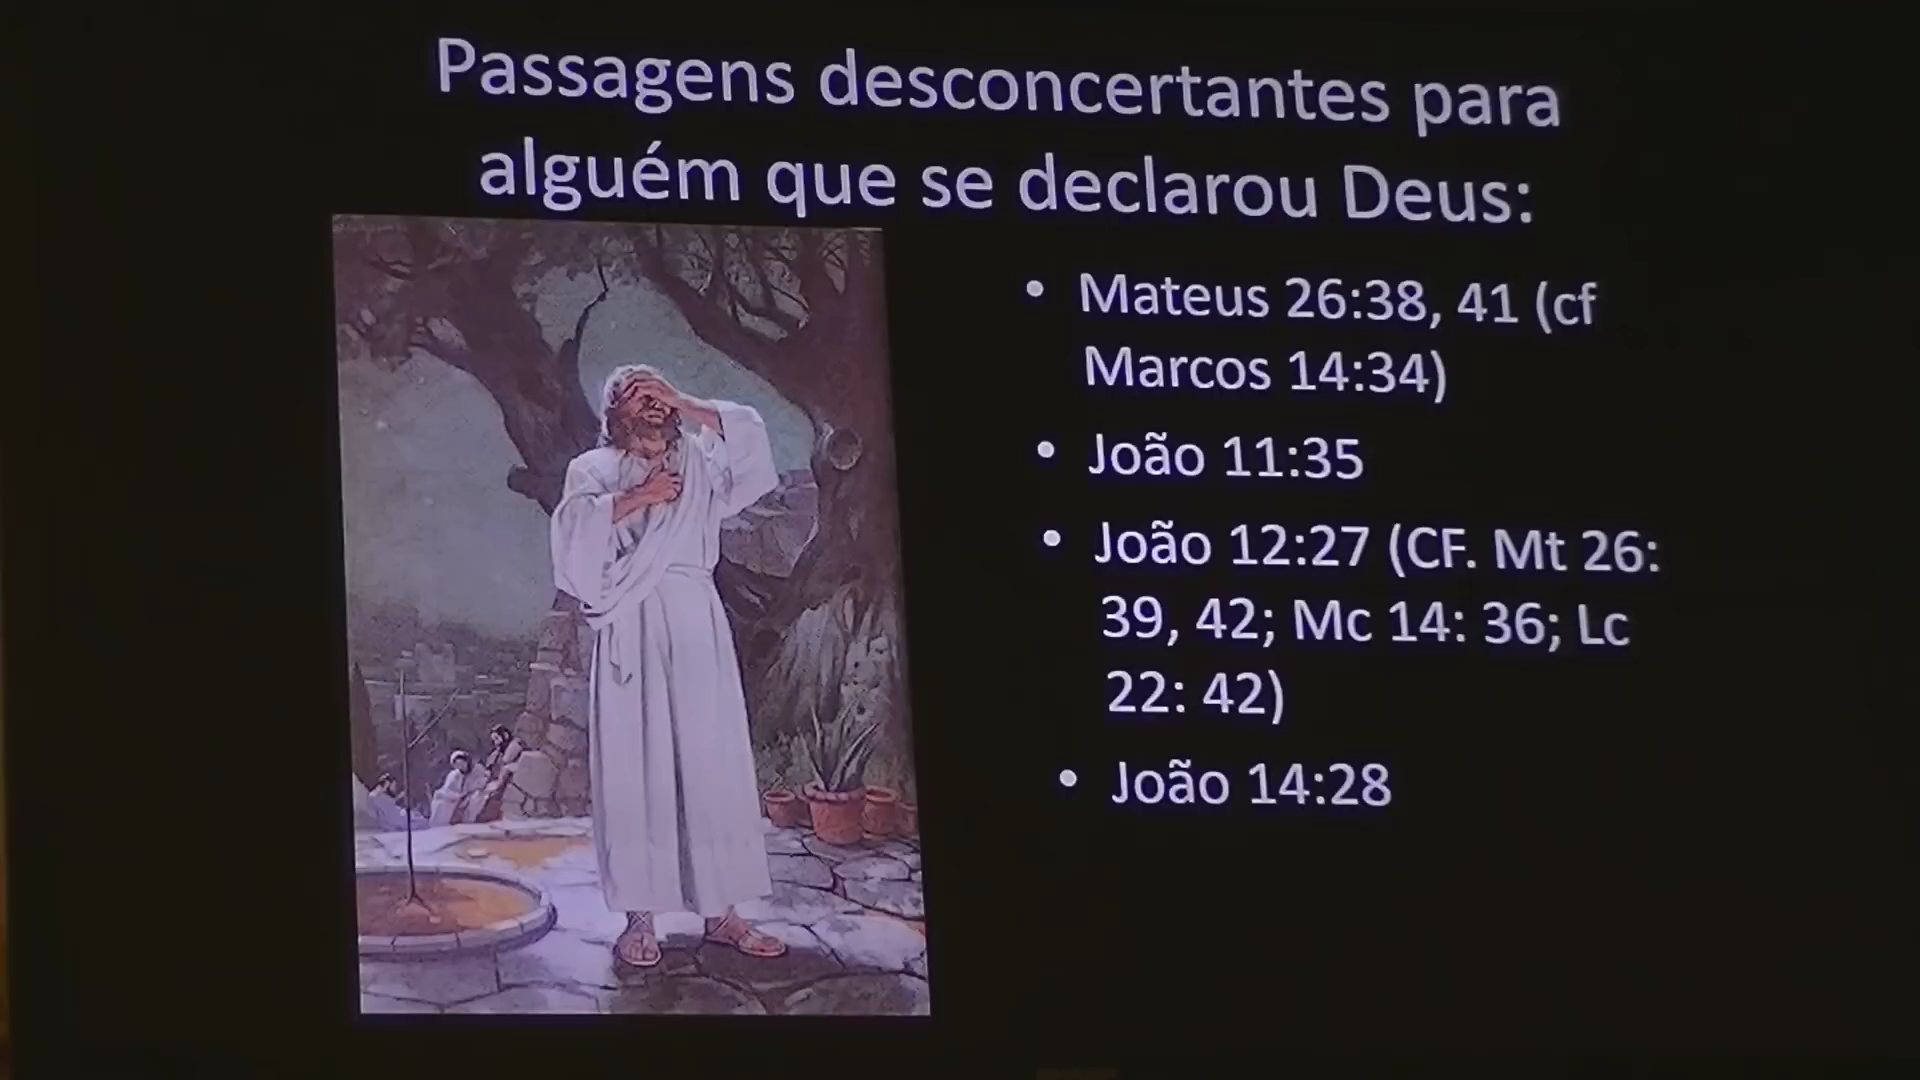 Passagens desconcertantes para
alguém que se declarou Deus:
• Mateus 26:38, 41 (cf
Marcos 14:34)
• João 11:35
• João 12:27 (CF. Mt 26:
39, 42; Mc 14: 36; Lc
22: 42)
• João 14:28